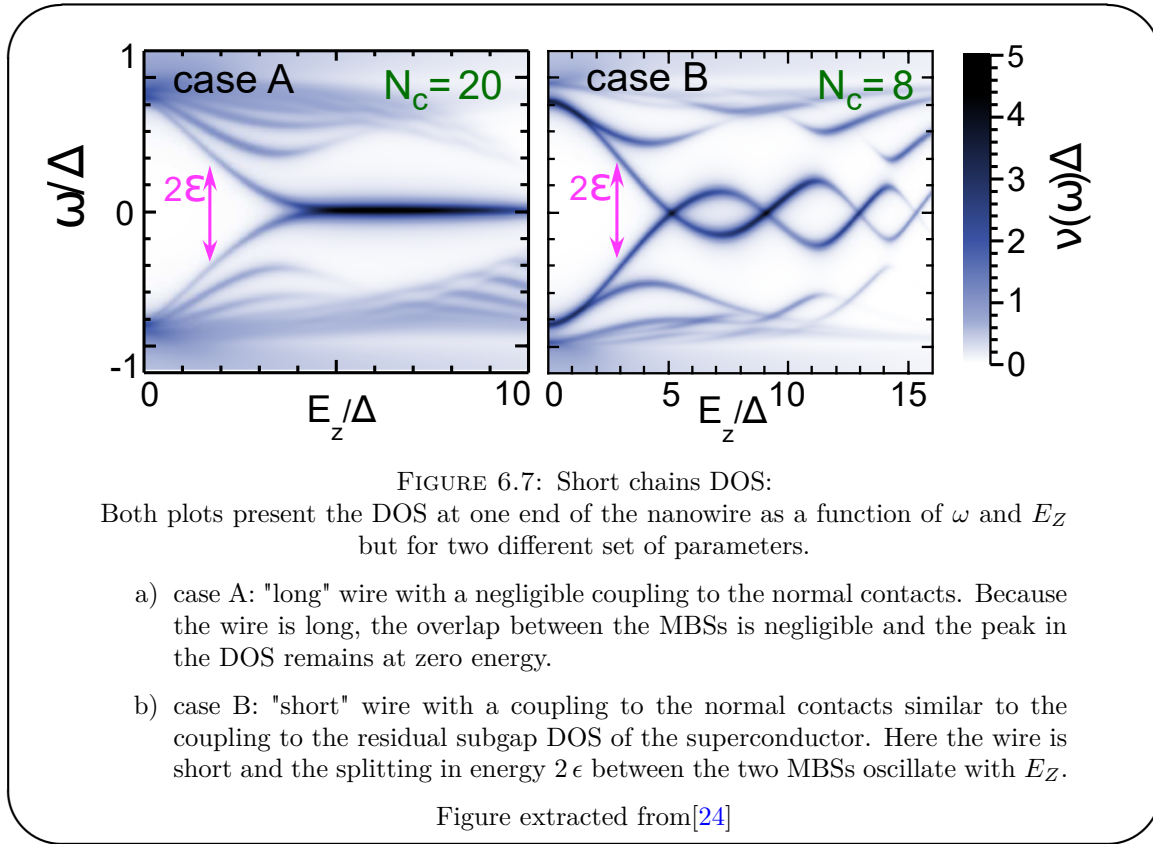 case A
N_c= 20
2ε
ω/Δ
1
0
-1
0
10
E_z/Δ
case B
N_c= 8
2ε
0
5
10
15
E_z/Δ
5
4
3
2
1
0
ν(ω)Δ
FIGURE 6.7: Short chains DOS:
Both plots present the DOS at one end of the nanowire as a function of ω and E_Z
but for two different set of parameters.
a) case A: "long" wire with a negligible coupling to the normal contacts. Because
the wire is long, the overlap between the MBSs is negligible and the peak in
the DOS remains at zero energy.
b) case B: "short" wire with a coupling to the normal contacts similar to the
coupling to the residual subgap DOS of the superconductor. Here the wire is
short and the splitting in energy 2 ϵ between the two MBSs oscillate with E_Z.
Figure extracted from[24]